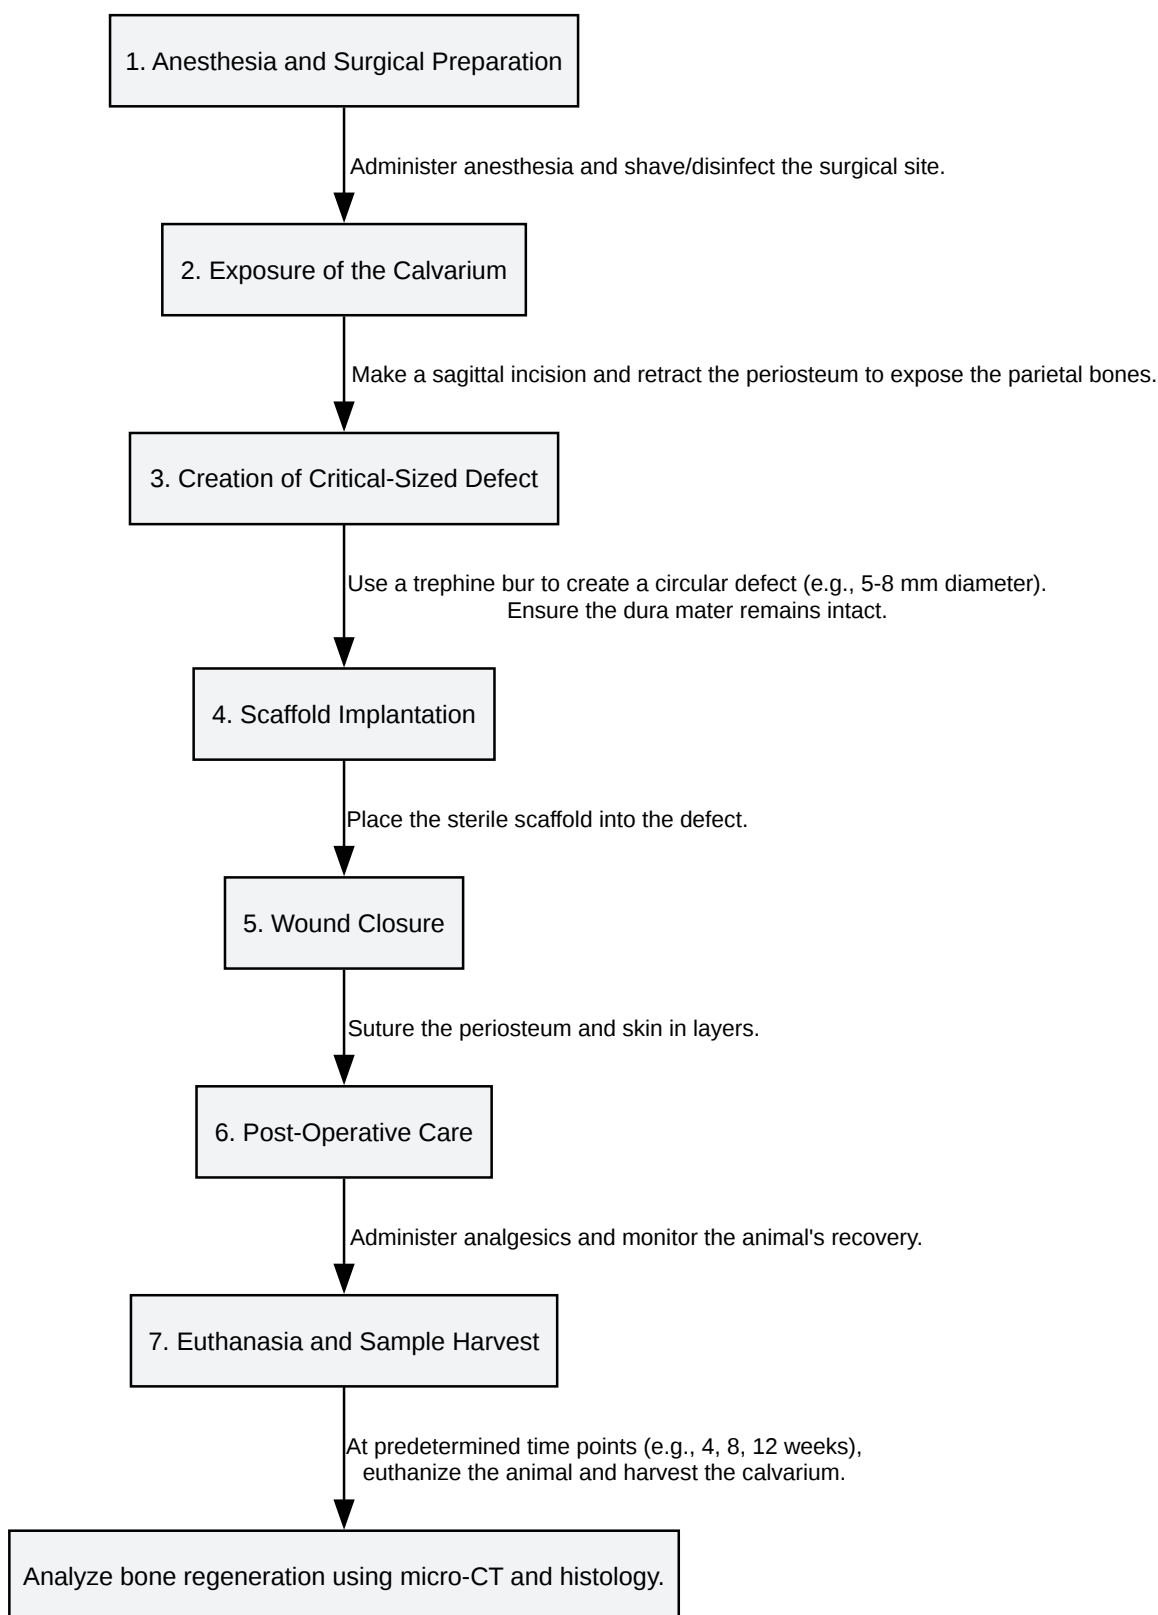 1. Anesthesia and Surgical Preparation
Administer anesthesia and shave/disinfect the surgical site.
2. Exposure of the Calvarium
Make a sagittal incision and retract the periosteum to expose the parietal bones.
3. Creation of Critical-Sized Defect
Use a trephine bur to create a circular defect (e.g., 5-8 mm diameter).
Ensure the dura mater remains intact.
4. Scaffold Implantation
Place the sterile scaffold into the defect.
5. Wound Closure
Suture the periosteum and skin in layers.
6. Post-Operative Care
Administer analgesics and monitor the animal's recovery.
7. Euthanasia and Sample Harvest
At predetermined time points (e.g., 4, 8, 12 weeks),
euthanize the animal and harvest the calvarium.
Analyze bone regeneration using micro-CT and histology.